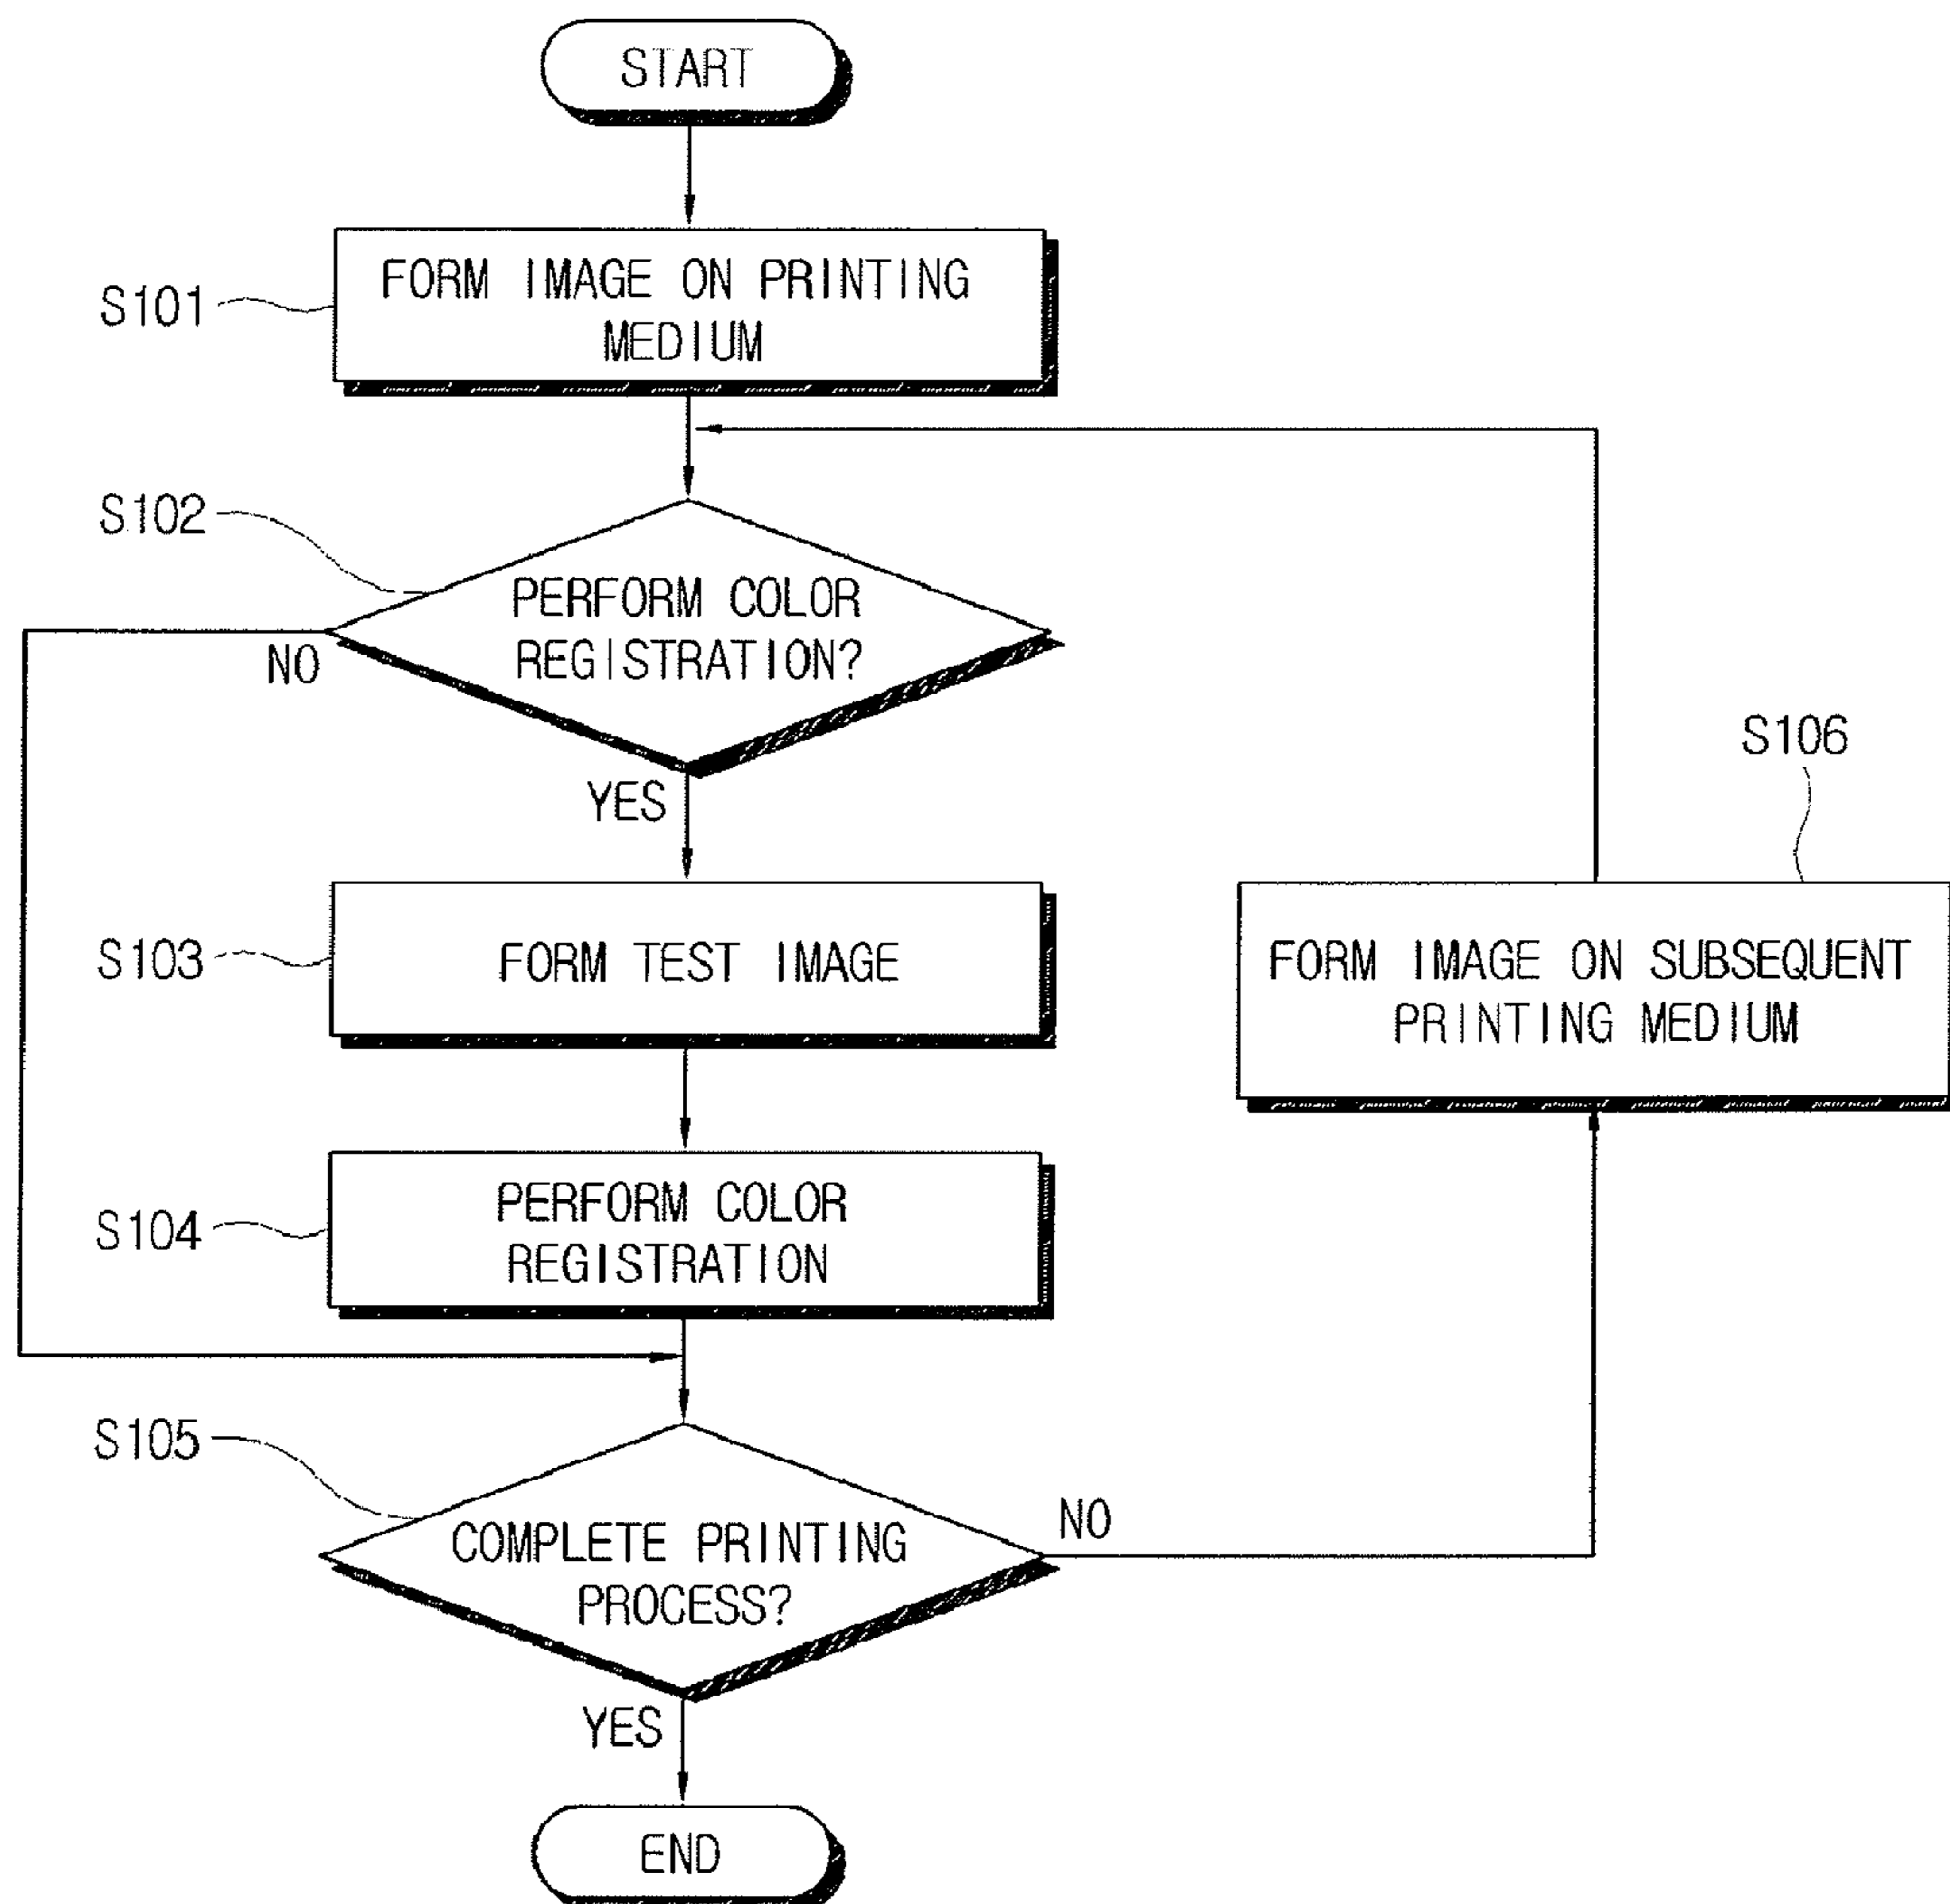 START
S101
FORM IMAGE ON PRINTING
MEDIUM
S102
PERFORM COLOR
REGISTRATION?
NO
YES
S103
FORM TEST IMAGE
S104
PERFORM COLOR
REGISTRATION
S105
COMPLETE PRINTING
PROCESS?
NO
S106
FORM IMAGE ON SUBSEQUENT
PRINTING MEDIUM
YES
END